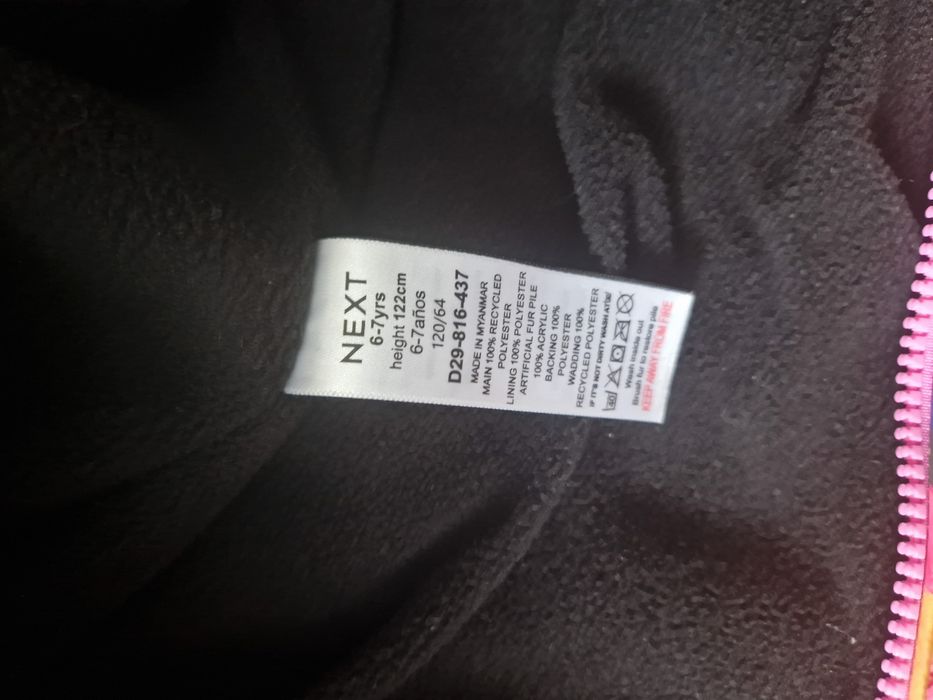 NEXT
6-7yrs
height 122cm
6-7años
120/64
D29-816-437
MADE IN MYANMAR
MAIN 100% RECYCLED
POLYESTER
LINING 100% POLYESTER
ARTIFICIAL FUR PILE
100% ACRYLIC
BACKING 100%
POLYESTER
WADDING 100%
RECYCLED POLYESTER
IF IT'S NOT DIRTY WASH AT30°
40
Wash inside out
Brush fur to restore pile
KEEP AWAY FROM FIRE